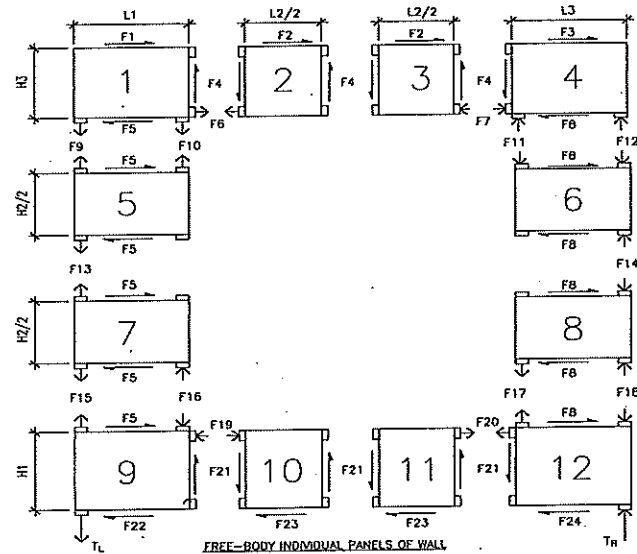 L1 L2/2 L2/2 L3
F1 F2 F2 F3
H3 1 F4 2 F4 3 F4 4
F5 F6 F7 F8
F9 F10 F11 F12
F5 F8
H2/2 5 6
F5 F8
F13 F14
F5 F8
H2/2 7 8
F5 F8
F15 F16 F17 F18
F5 F19 F20 F8
H1 9 F21 10 F21 11 F21 12
F22 F23 F23 F24
TL TR
FREE-BODY INDIVIDUAL PANELS OF WALL